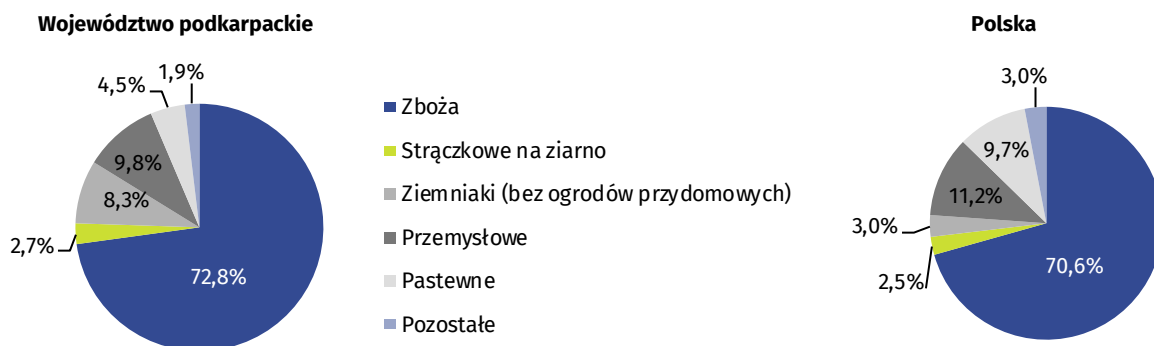 Województwo podkarpackie
4,5%
1,9%
9,8%
8,3%
2,7%
72,8%
Zboża
Strączkowe na ziarno
Ziemniaki (bez ogrodów przydomowych)
Przemysłowe
Pastewne
Pozostałe
Polska
3,0%
9,7%
11,2%
3,0%
2,5%
70,6%